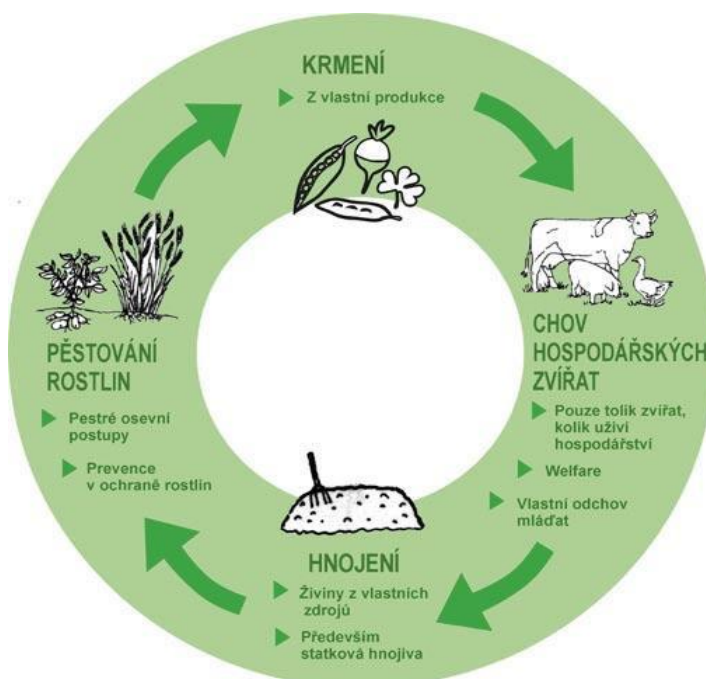 KRMENÍ
Z vlastní produkce
CHOV
HOSPODÁŘSKÝCH
ZVÍŘAT
Pouze tolik zvířat,
kolik uživí
hospodářství
Welfare
Vlastní odchov
mláďat
HNOJENÍ
Živiny z vlastních
zdrojů
Především
statková hnojiva
PĚSTOVÁNÍ
ROSTLIN
Pestré osevní
postupy
Prevence
v ochraně rostlin